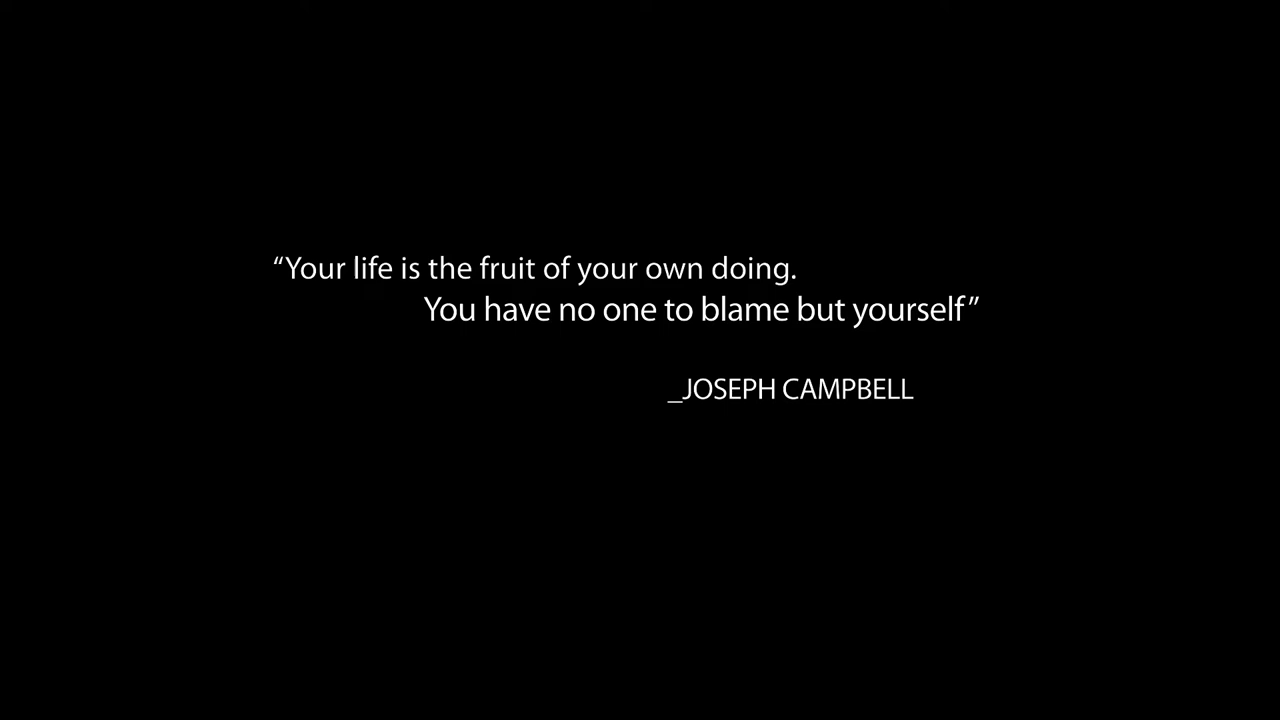 “Your life is the fruit of your own doing.
You have no one to blame but yourself”
_JOSEPH CAMPBELL